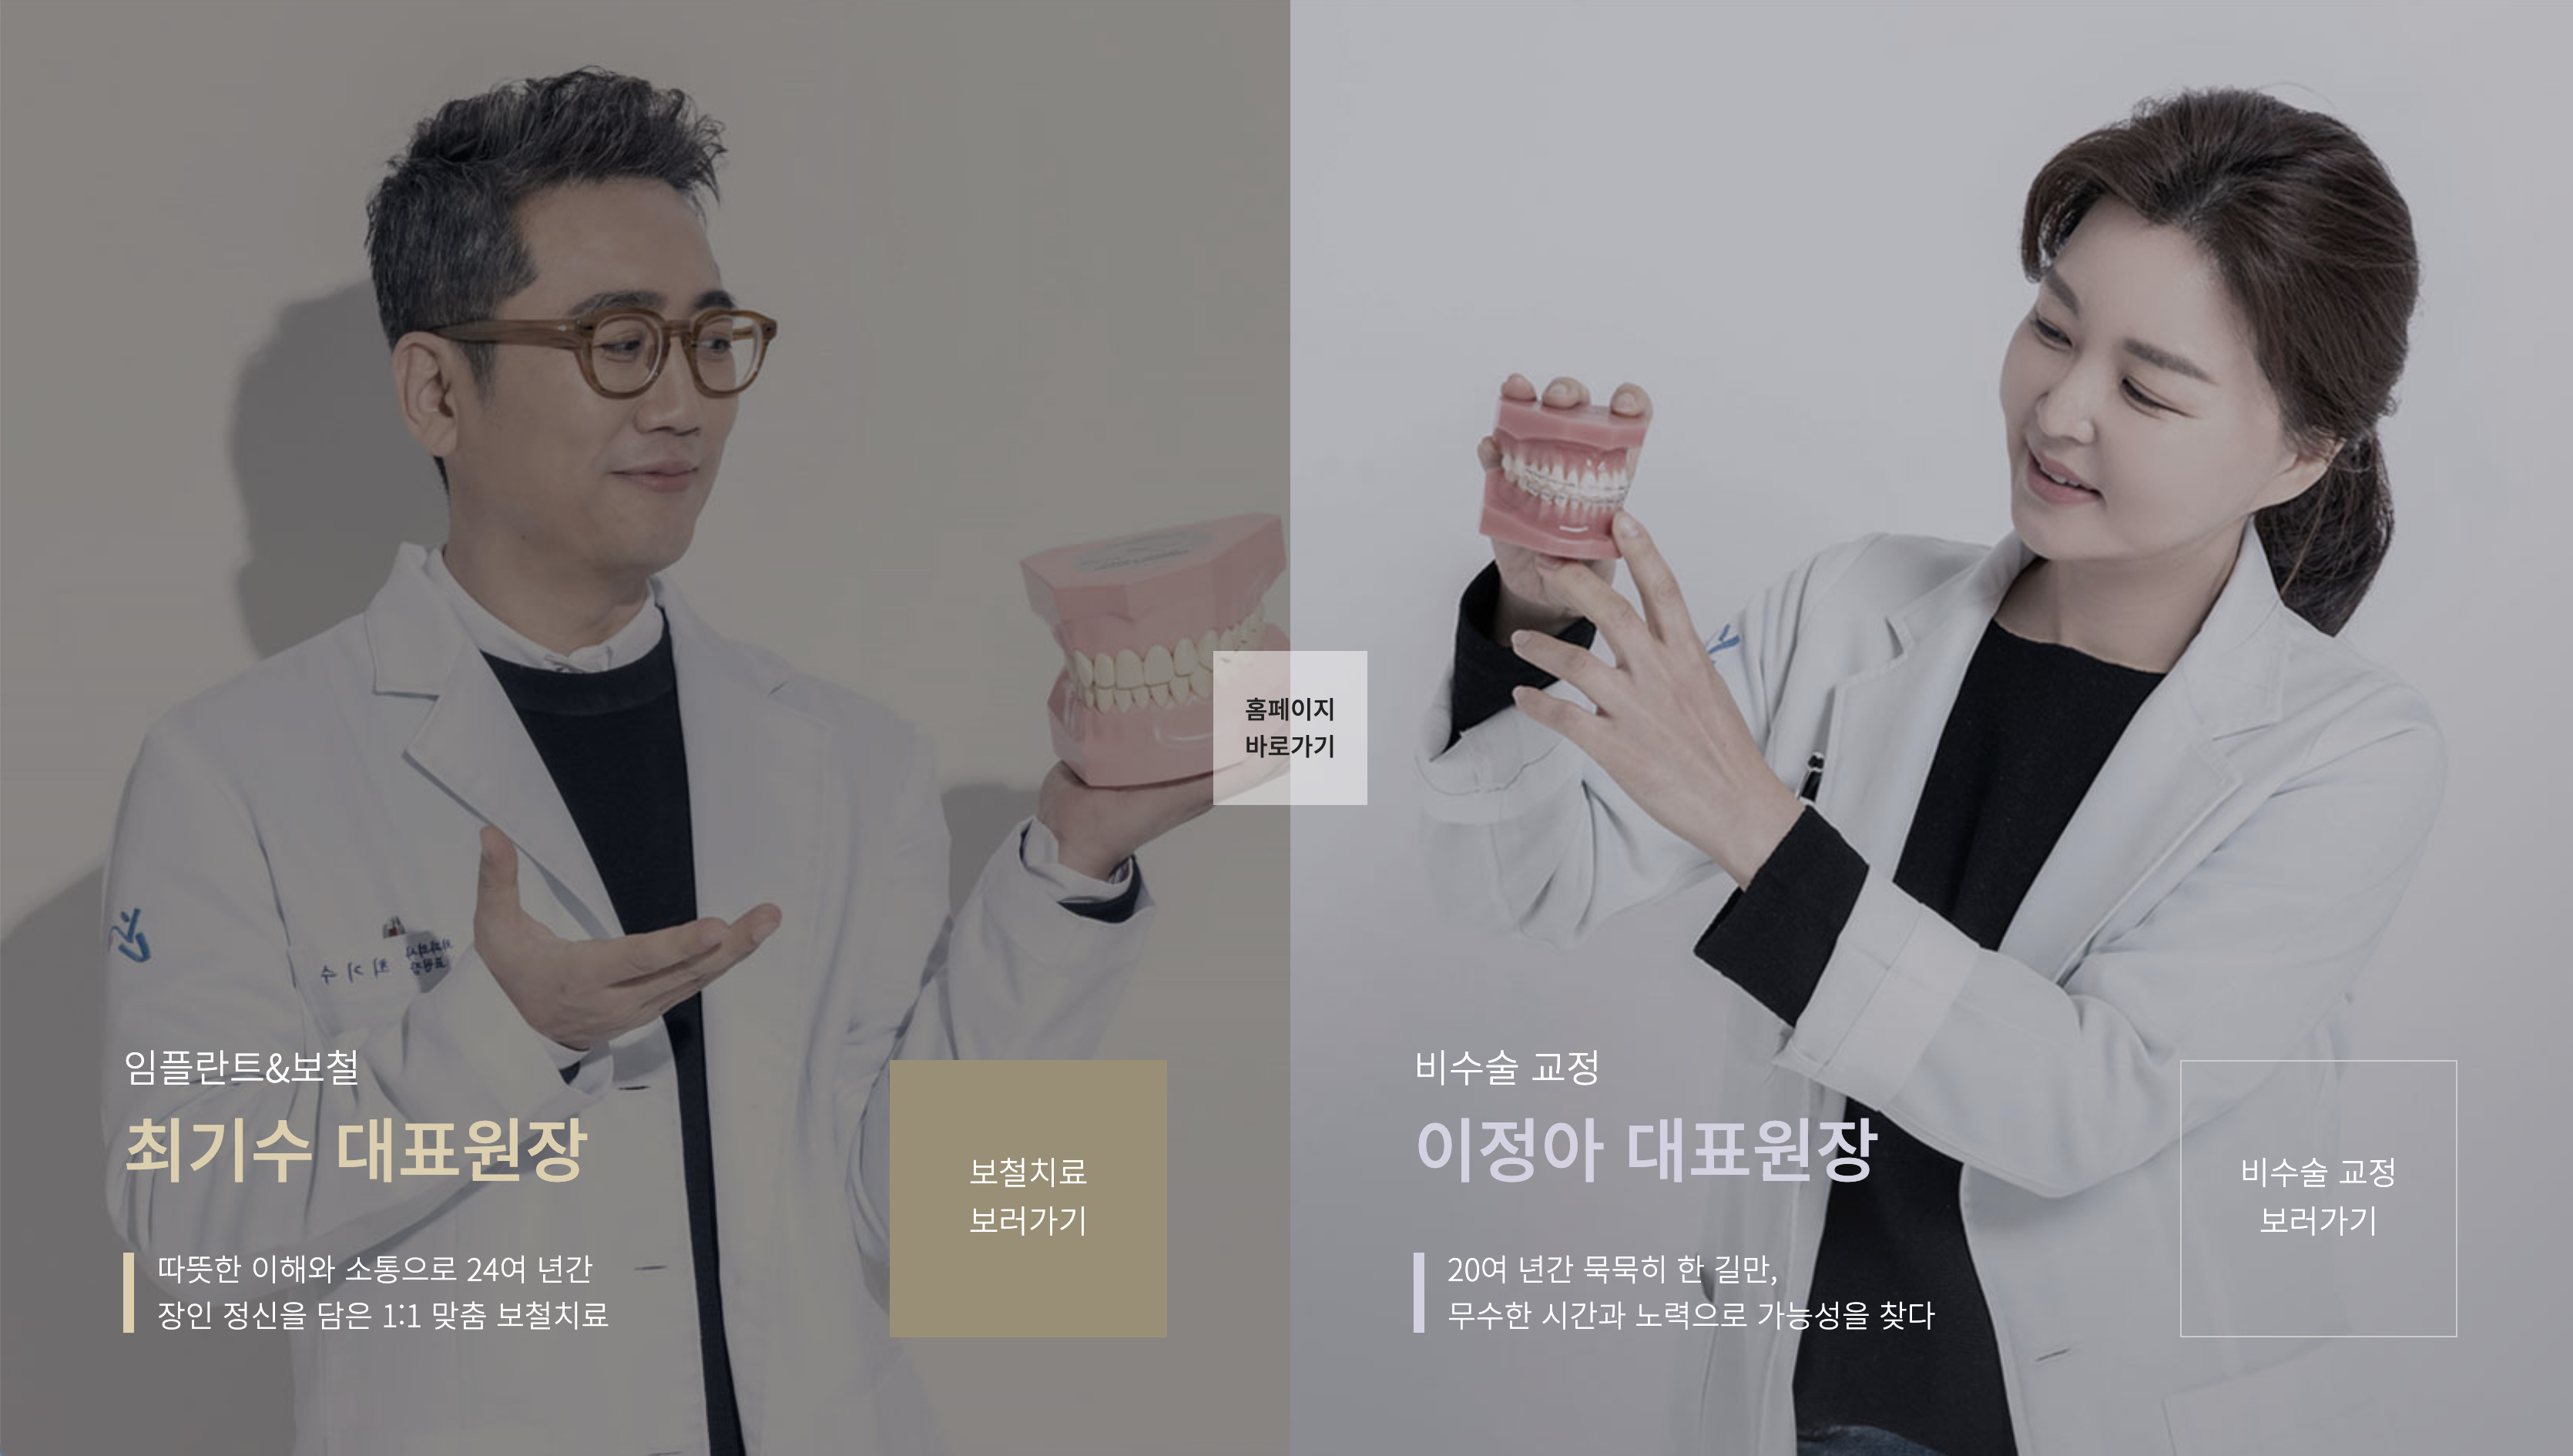 임플란트&보철
최기수 대표원장
따뜻한 이해와 소통으로 24여 년간
장인 정신을 담은 1:1 맞춤 보철치료
보철치료
보러가기
홈페이지
바로가기
비수술 교정
이정아 대표원장
20여 년간 묵묵히 한 길만,
무수한 시간과 노력으로 가능성을 찾다
비수술 교정
보러가기